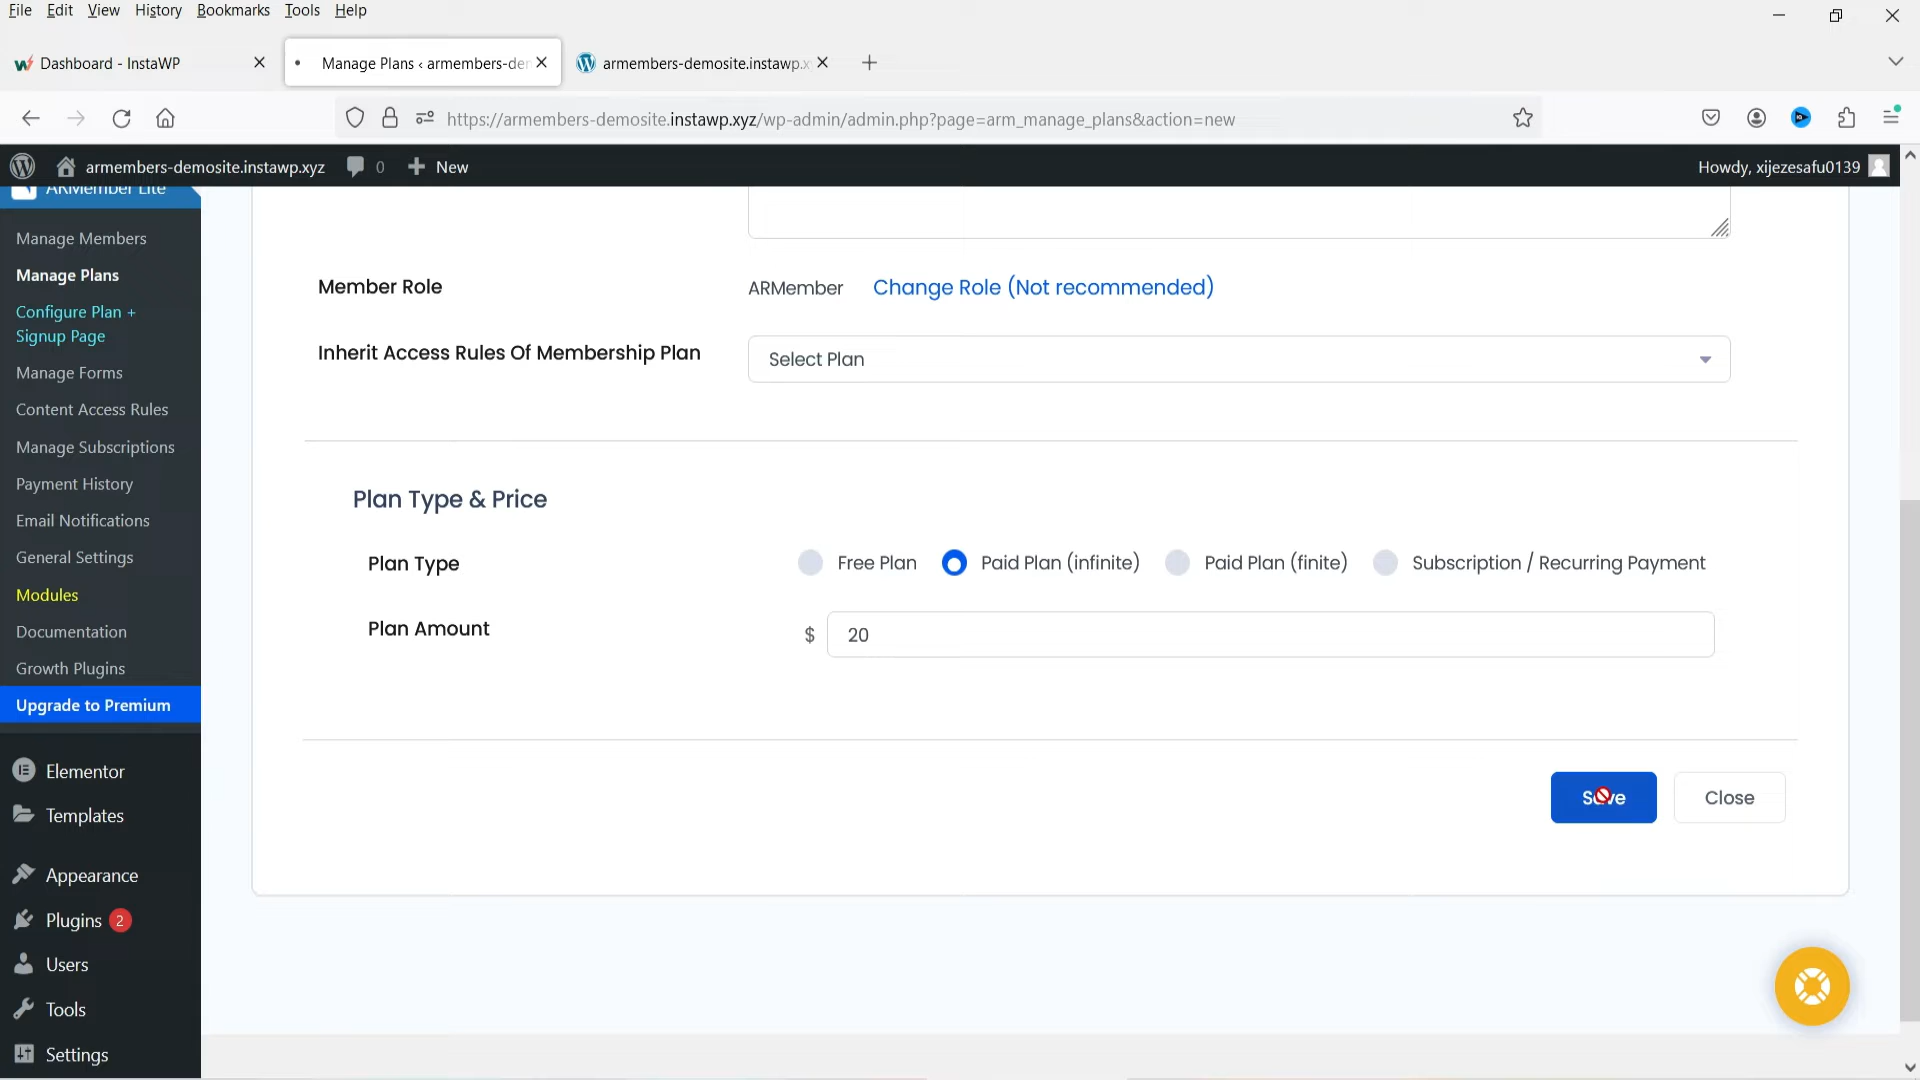 File Edit View History Bookmarks Tools Help
Dashboard - InstaWP
Manage Plans ‹ armembers-de
armembers-demosite.instawp.x
https://armembers-demosite.instawp.xyz/wp-admin/admin.php?page=arm_manage_plans&action=new
armembers-demosite.instawp.xyz 0 New
Howdy, xijezesafu0139
ARMember Lite
Manage Members
Manage Plans
Configure Plan +
Signup Page
Manage Forms
Content Access Rules
Manage Subscriptions
Payment History
Email Notifications
General Settings
Modules
Documentation
Growth Plugins
Upgrade to Premium
Elementor
Templates
Appearance
Plugins 2
Users
Tools
Settings
Member Role
ARMember Change Role (Not recommended)
Inherit Access Rules Of Membership Plan
Select Plan
Plan Type & Price
Plan Type
Free Plan Paid Plan (infinite) Paid Plan (finite) Subscription / Recurring Payment
Plan Amount
$ 20
Save Close